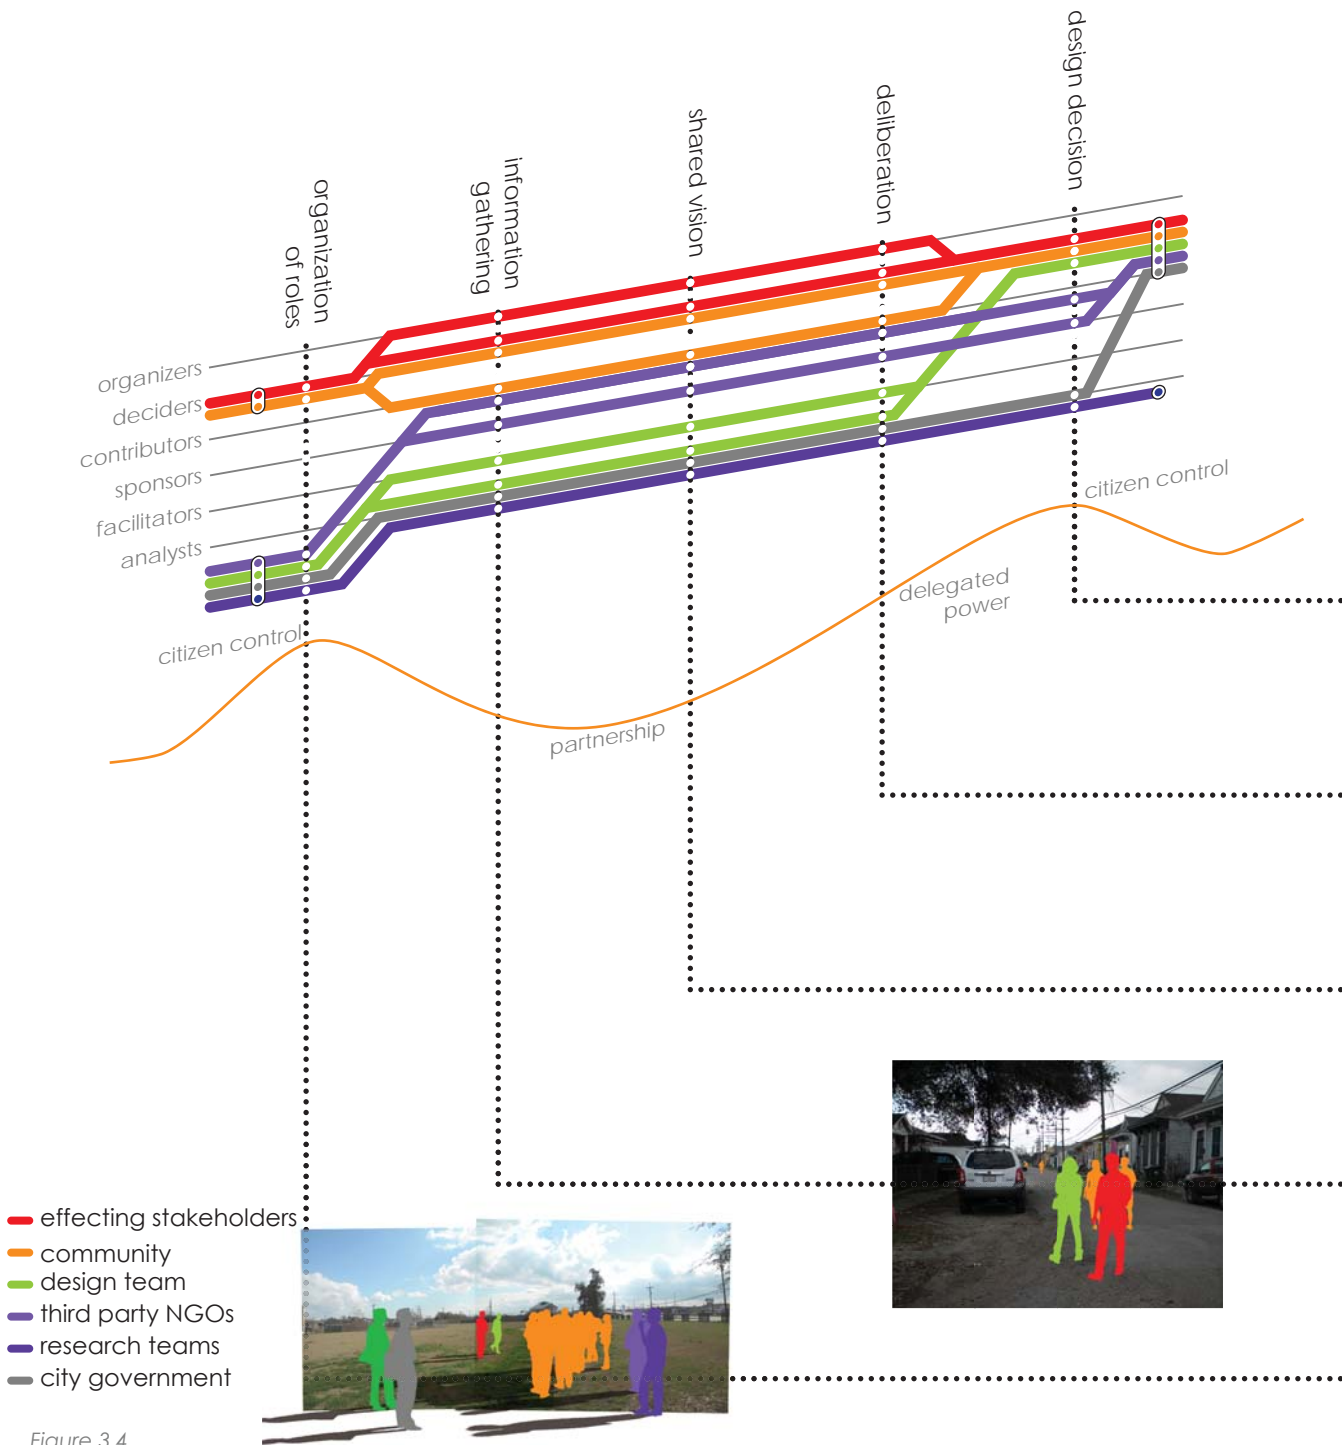 design decision
deliberation
shared vision
information
gathering
organization
of roles
organizers
deciders
contributors
sponsors
facilitators
analysts
citizen control
delegated
power
citizen control
partnership
effecting stakeholders
community
design team
third party NGOs
research teams
city government
Figure 3.4